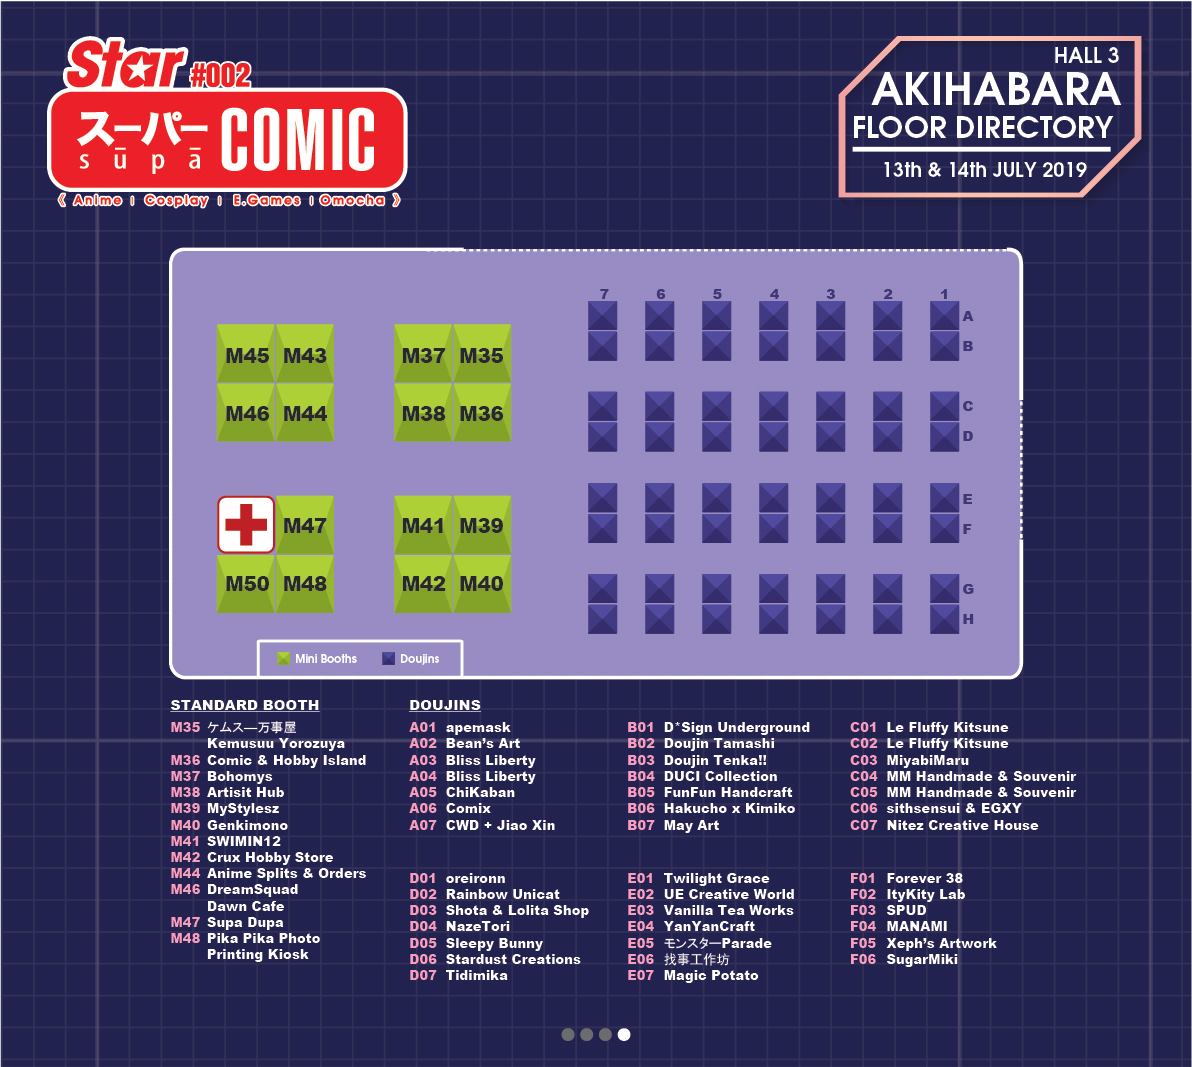 Star #002
スーパー COMIC
sūpā
《 Anime | Cosplay | E.Games | Omocha 》
HALL 3
AKIHABARA
FLOOR DIRECTORY
13th & 14th JULY 2019
7 6 5 4 3 2 1
A
B
M45 M43 M37 M35
M46 M44 M38 M36
C
D
M47 M41 M39
E
F
M50 M48 M42 M40
G
H
Mini Booths Doujins
STANDARD BOOTH
M35 ケムスー万事屋
Kemusuu Yorozuya
M36 Comic & Hobby Island
M37 Bohomys
M38 Artisit Hub
M39 MyStylesz
M40 Genkimono
M41 SWIMIN12
M42 Crux Hobby Store
M44 Anime Splits & Orders
M46 DreamSquad
Dawn Cafe
M47 Supa Dupa
M48 Pika Pika Photo
Printing Kiosk
DOUJINS
A01 apemask
A02 Bean's Art
A03 Bliss Liberty
A04 Bliss Liberty
A05 ChiKaban
A06 Comix
A07 CWD + Jiao Xin
B01 D*Sign Underground
B02 Doujin Tamashi
B03 Doujin Tenka!!
B04 DUCI Collection
B05 FunFun Handcraft
B06 Hakucho x Kimiko
B07 May Art
C01 Le Fluffy Kitsune
C02 Le Fluffy Kitsune
C03 MiyabiMaru
C04 MM Handmade & Souvenir
C05 MM Handmade & Souvenir
C06 sithsensui & EGXY
C07 Nitez Creative House
D01 oreironn
D02 Rainbow Unicat
D03 Shota & Lolita Shop
D04 NazeTori
D05 Sleepy Bunny
D06 Stardust Creations
D07 Tidimika
E01 Twilight Grace
E02 UE Creative World
E03 Vanilla Tea Works
E04 YanYanCraft
E05 モンスターParade
E06 找事工作坊
E07 Magic Potato
F01 Forever 38
F02 ItyKity Lab
F03 SPUD
F04 MANAMI
F05 Xeph's Artwork
F06 SugarMiki